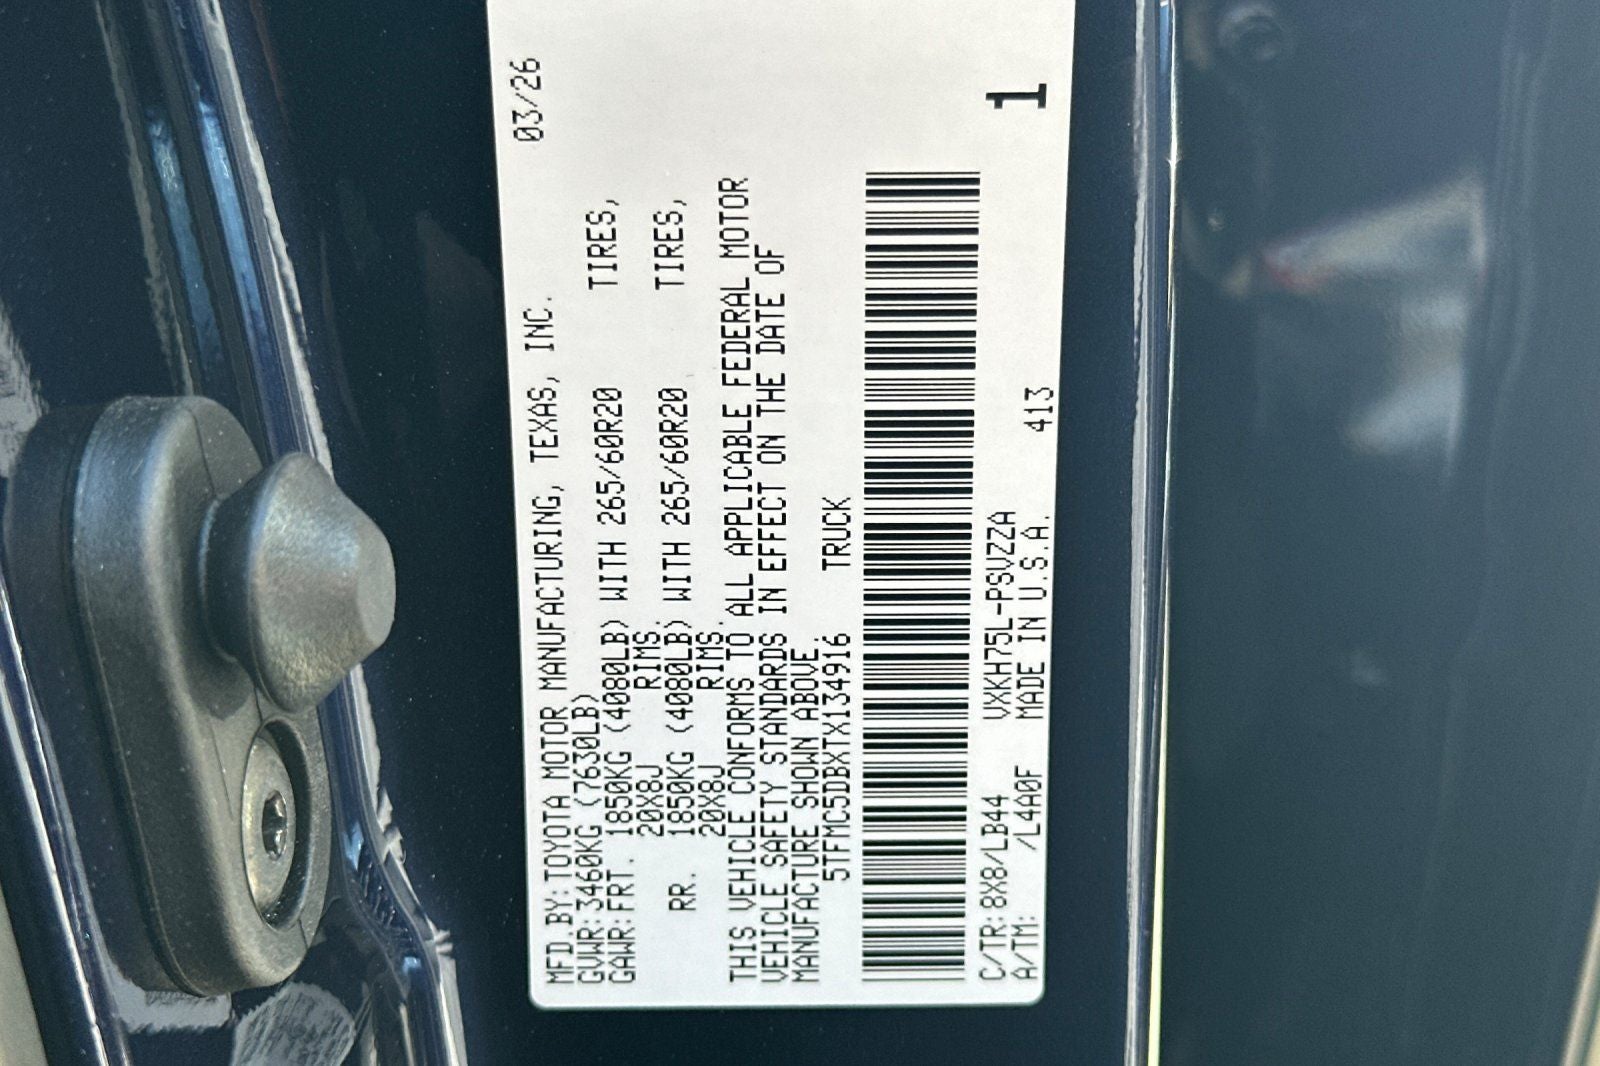 MFD.BY:TOYOTA MOTOR MANUFACTURING, TEXAS, INC. 03/26
GVWR:3460KG (7630LB)
GAWR:FRT. 1850KG (4080LB) WITH 265/60R20 TIRES,
20X8J RIMS.
RR. 1850KG (4080LB) WITH 265/60R20 TIRES,
20X8J RIMS.
THIS VEHICLE CONFORMS TO ALL APPLICABLE FEDERAL MOTOR
VEHICLE SAFETY STANDARDS IN EFFECT ON THE DATE OF
MANUFACTURE SHOWN ABOVE.
5TFMC5DBXTX134916 TRUCK
C/TR:8X8/LB44 VXKH75L-PSVZZA
A/TM: /L4A0F MADE IN U.S.A. 413
1